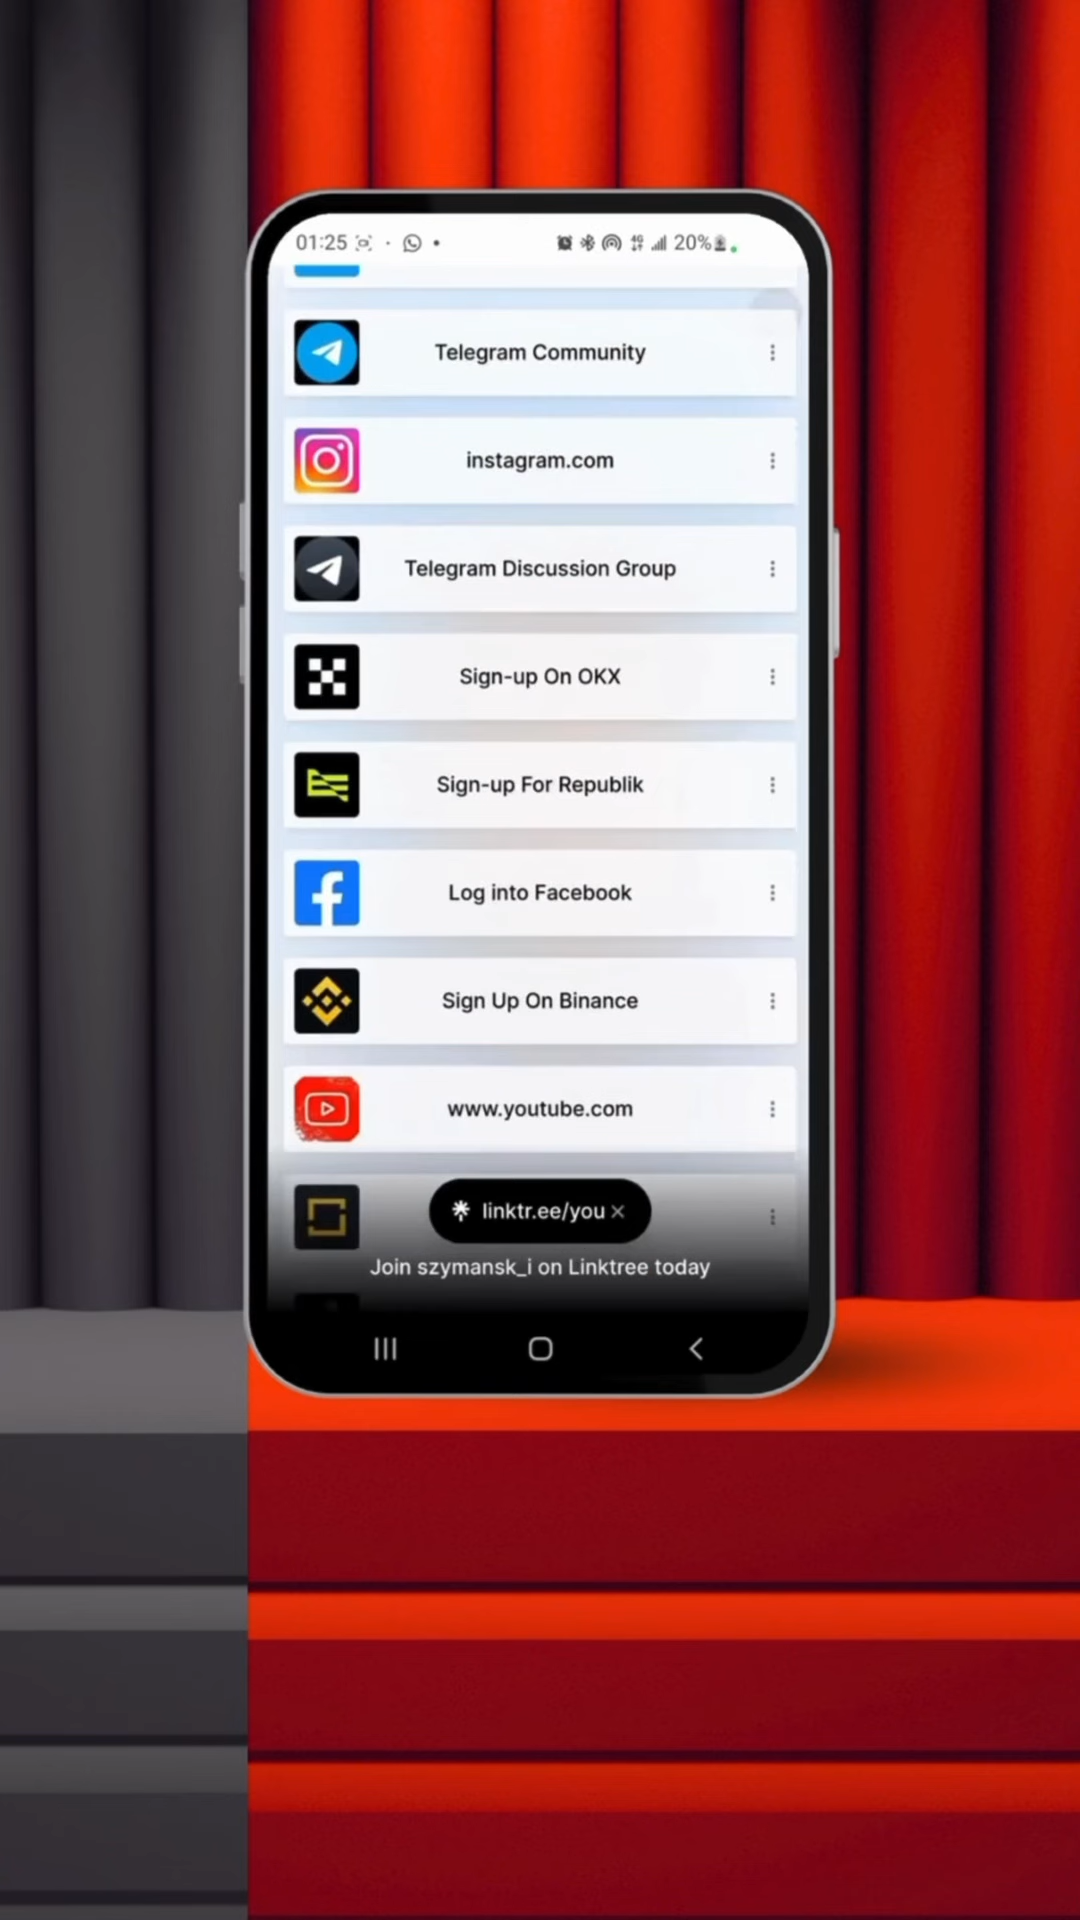 01:25
4G
20%
Telegram Community
instagram.com
Telegram Discussion Group
Sign-up On OKX
Sign-up For Republik
Log into Facebook
Sign Up On Binance
www.youtube.com
linktr.ee/you
Join szymansk_i on Linktree today